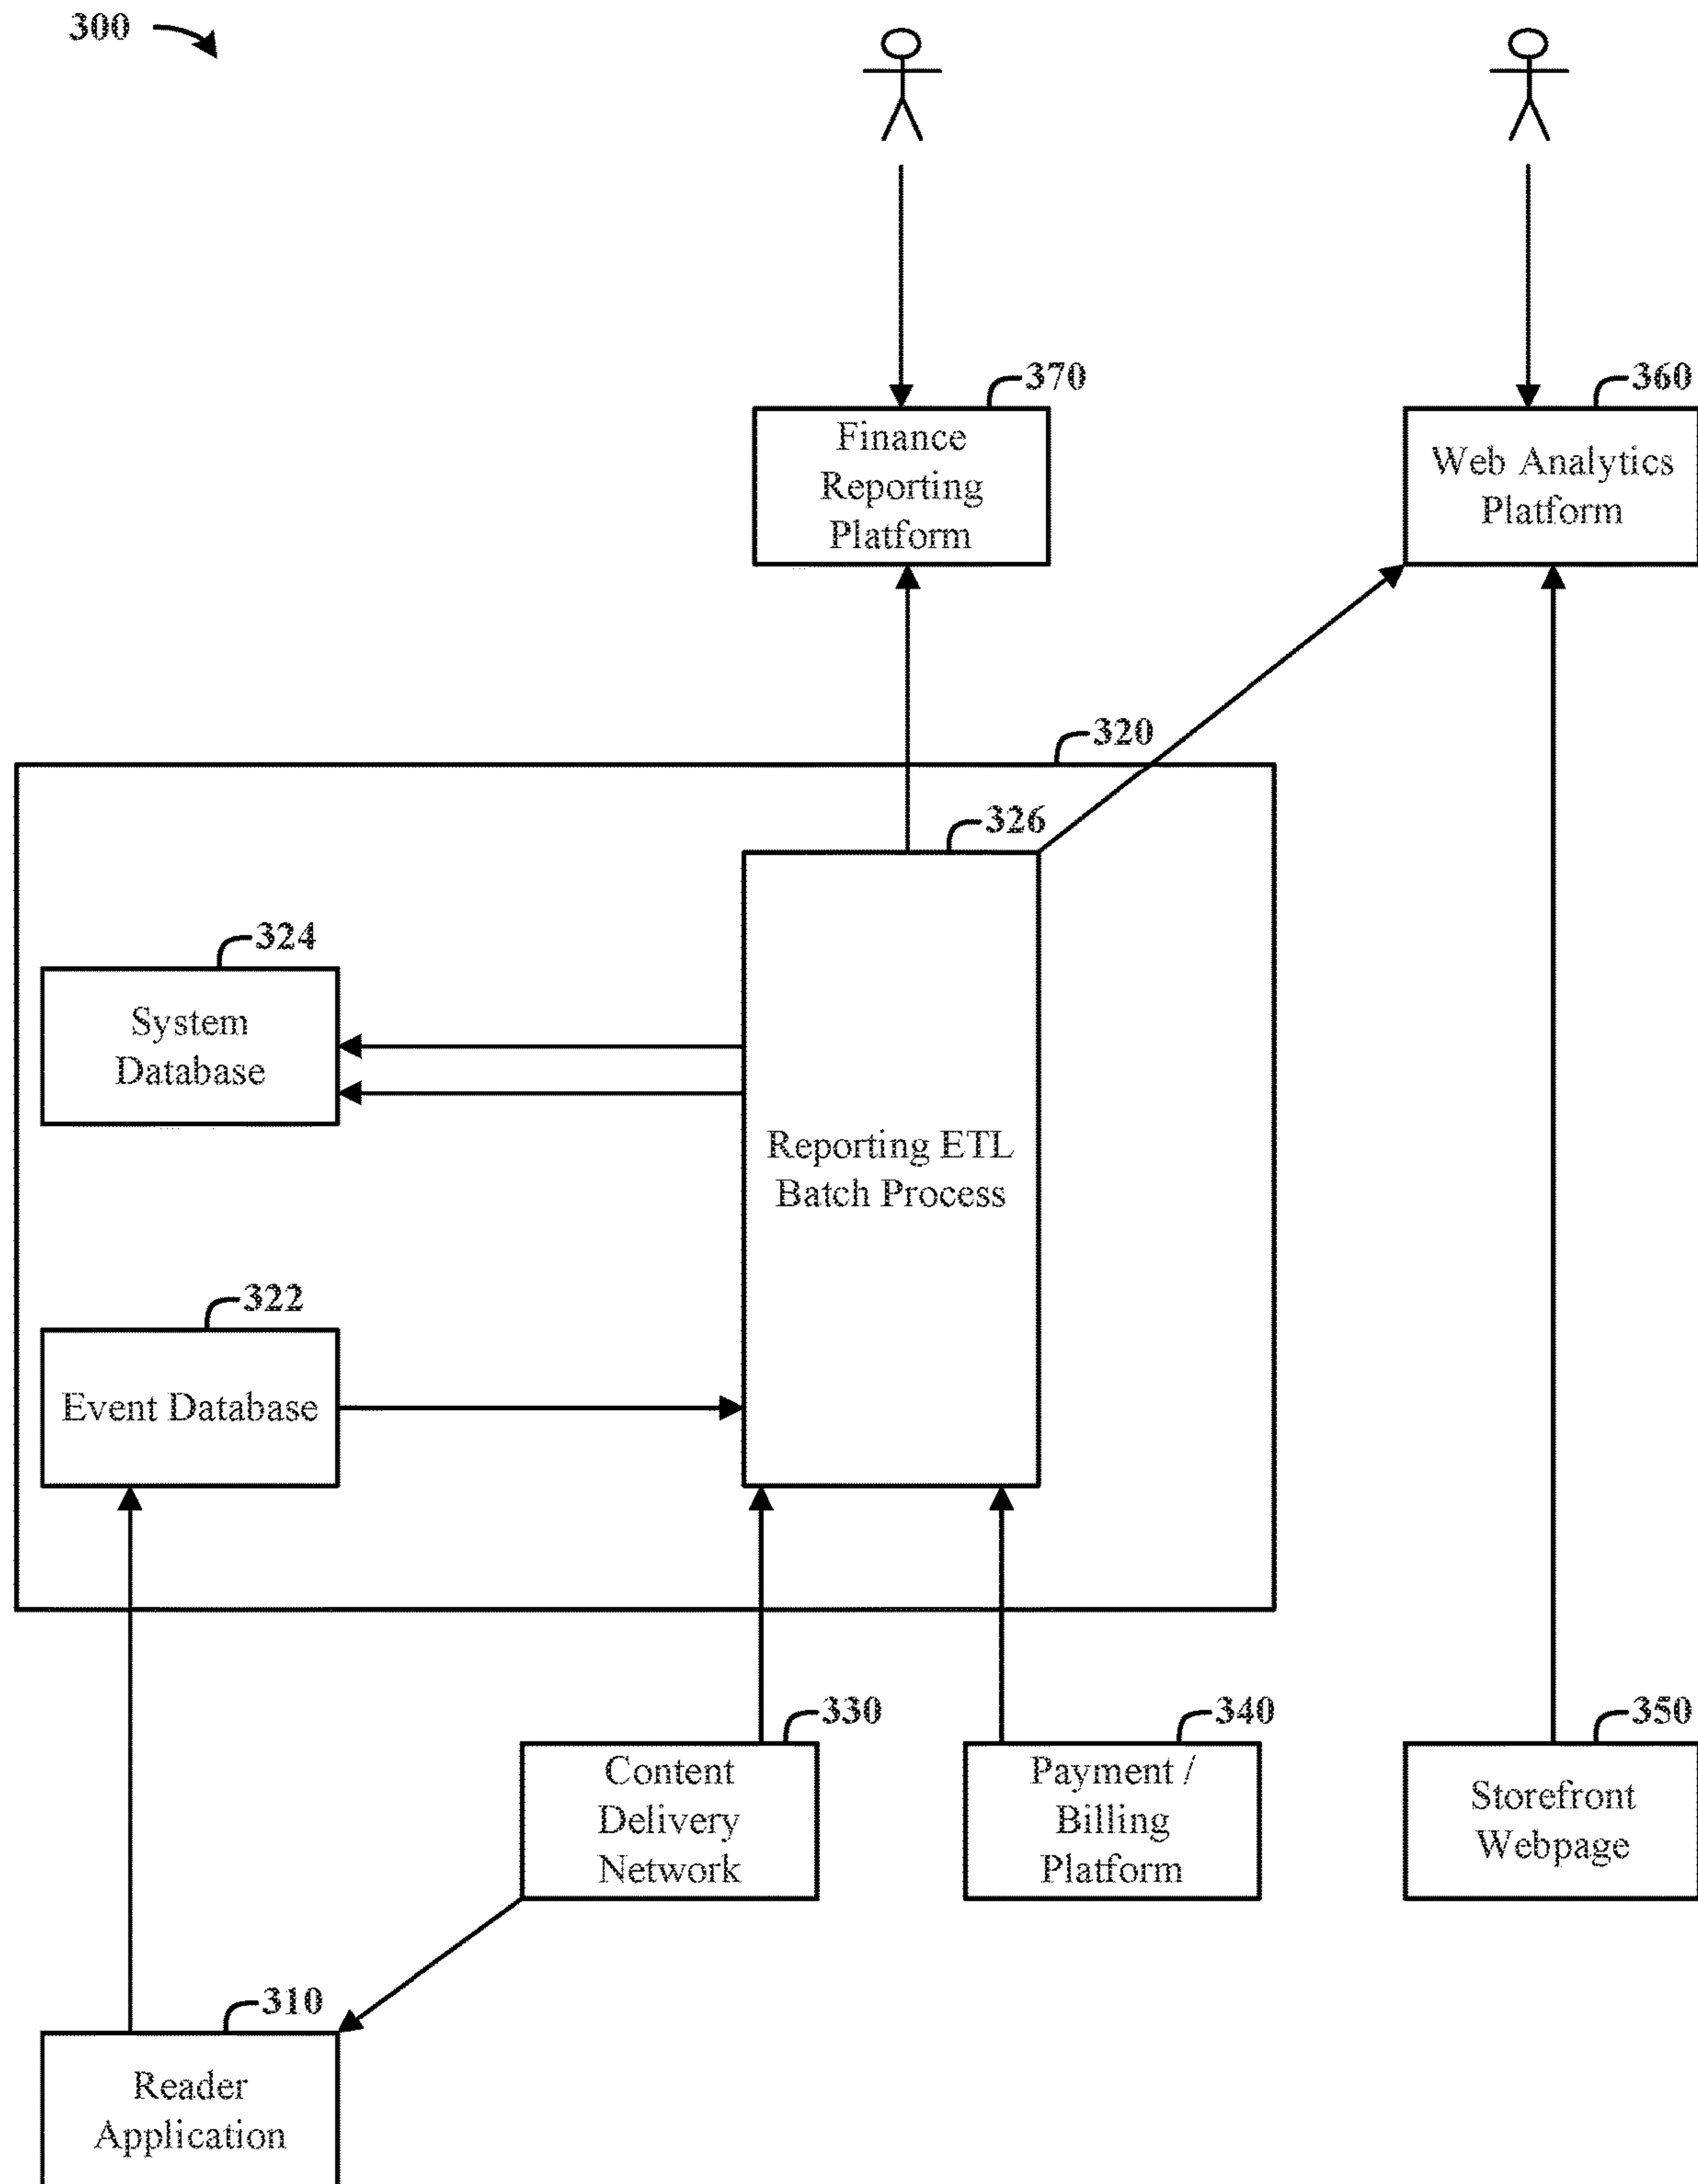 300
370
Finance
Reporting
Platform
360
Web Analytics
Platform
320
326
Reporting ETL
Batch Process
324
System
Database
322
Event Database
330
Content
Delivery
Network
340
Payment /
Billing
Platform
350
Storefront
Webpage
310
Reader
Application